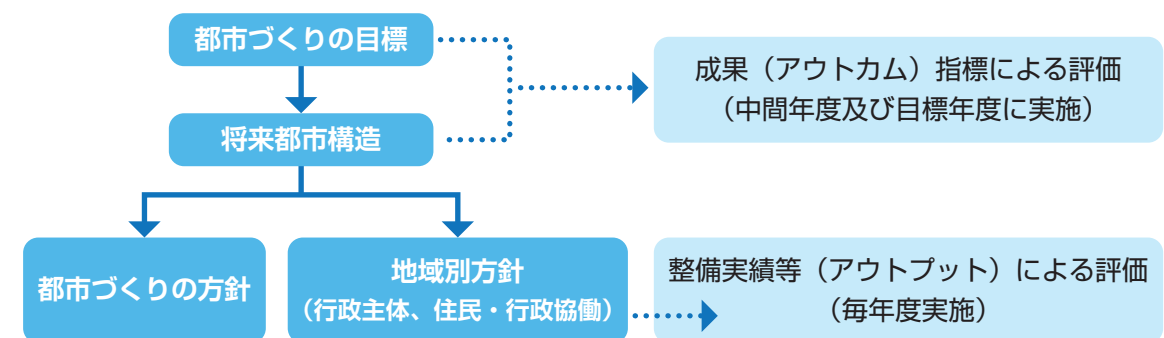 都市づくりの目標
成果（アウトカム）指標による評価
（中間年度及び目標年度に実施）
将来都市構造
都市づくりの方針
地域別方針
（行政主体、住民・行政協働）
整備実績等（アウトプット）による評価
（毎年度実施）